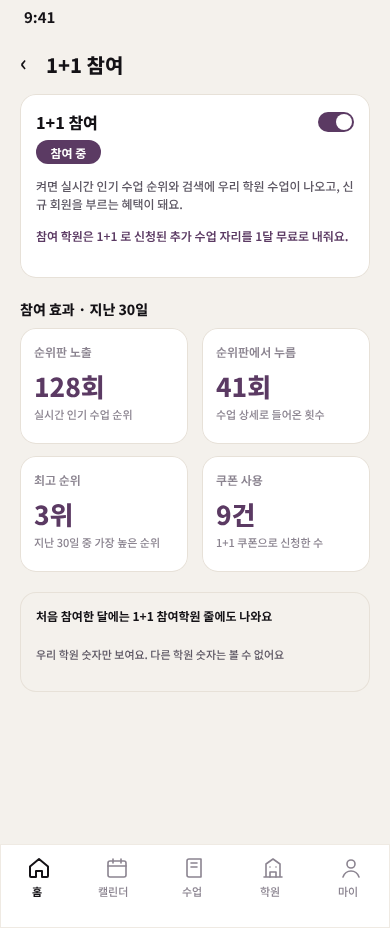 9:41
‹ 1+1 참여
1+1 참여
참여 중
켜면 실시간 인기 수업 순위와 검색에 우리 학원 수업이 나오고, 신
규 회원을 부르는 혜택이 돼요.
참여 학원은 1+1 로 신청된 추가 수업 자리를 1달 무료로 내줘요.
참여 효과 · 지난 30일
순위판 노출
128회
실시간 인기 수업 순위
순위판에서 누름
41회
수업 상세로 들어온 횟수
최고 순위
3위
지난 30일 중 가장 높은 순위
쿠폰 사용
9건
1+1 쿠폰으로 신청한 수
처음 참여한 달에는 1+1 참여학원 줄에도 나와요
우리 학원 숫자만 보여요. 다른 학원 숫자는 볼 수 없어요
홈 캘린더 수업 학원 마이